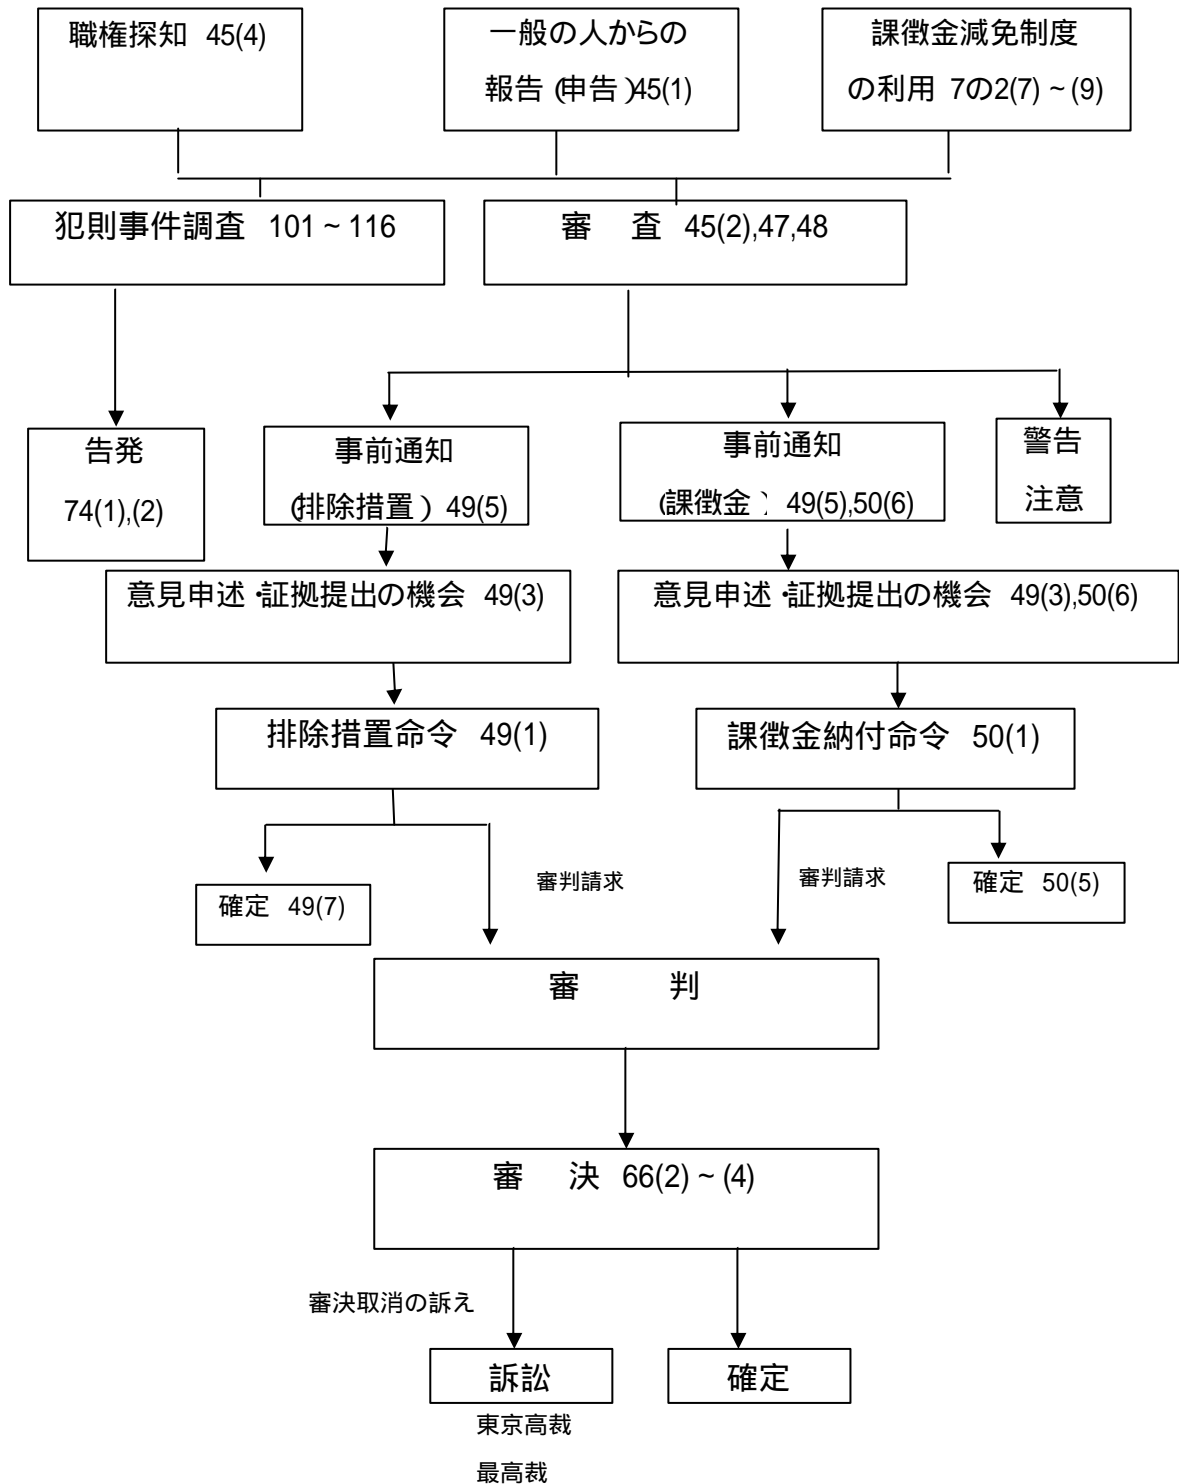 職権探知 45(4)
一般の人からの
報告(申告)45(1)
課徴金減免制度
の利用 7の2(7) ~ (9)
犯則事件調査 101 ~ 116
審 査 45(2),47,48
告発
74(1),(2)
事前通知
(排除措置) 49(5)
事前通知
(課徴金) 49(5),50(6)
警告
注意
意見申述・証拠提出の機会 49(3)
意見申述・証拠提出の機会 49(3),50(6)
排除措置命令 49(1)
課徴金納付命令 50(1)
確定 49(7)
審判請求
審判請求
確定 50(5)
審 判
審 決 66(2) ~ (4)
審決取消の訴え
訴訟
確定
東京高裁
最高裁